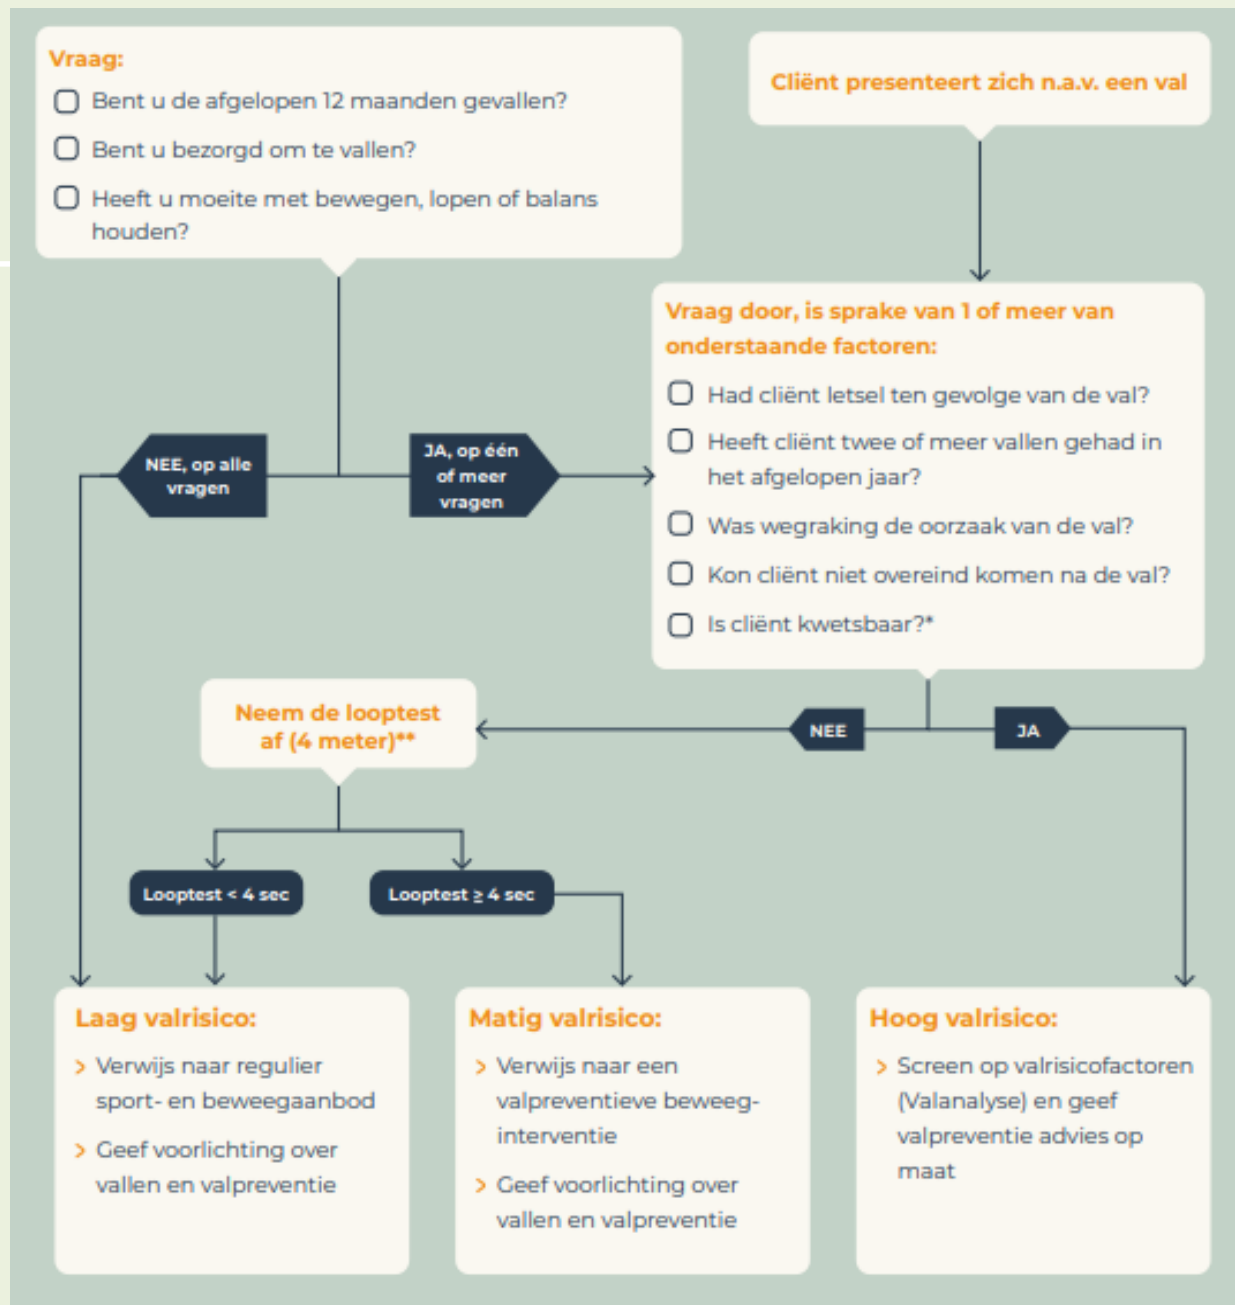 Vraag:
Bent u de afgelopen 12 maanden gevallen?
Bent u bezorgd om te vallen?
Heeft u moeite met bewegen, lopen of balans
houden?
Cliënt presenteert zich n.a.v. een val
Vraag door, is sprake van 1 of meer van
onderstaande factoren:
Had cliënt letsel ten gevolge van de val?
Heeft cliënt twee of meer vallen gehad in
het afgelopen jaar?
Was wegraking de oorzaak van de val?
Kon cliënt niet overeind komen na de val?
Is cliënt kwetsbaar?*
NEE, op alle
vragen
JA, op één
of meer
vragen
Neem de looptest
af (4 meter)**
NEE
JA
Looptest < 4 sec
Looptest ≥ 4 sec
Laag valrisico:
> Verwijs naar regulier
sport- en beweegaanbod
> Geef voorlichting over
vallen en valpreventie
Matig valrisico:
> Verwijs naar een
valpreventieve beweeg-
interventie
> Geef voorlichting over
vallen en valpreventie
Hoog valrisico:
> Screen op valrisicofactoren
(Valanalyse) en geef
valpreventie advies op
maat